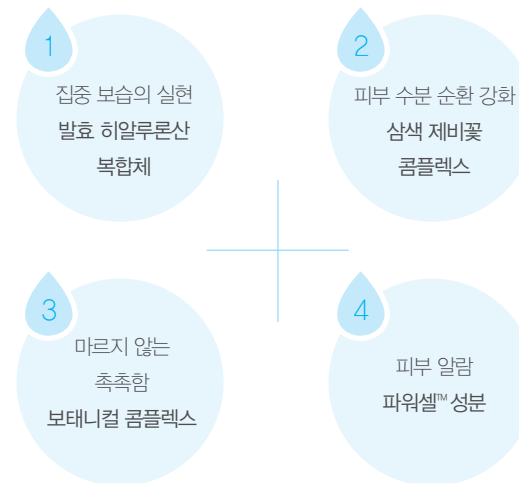 1
집중 보습의 실현
발효 히알루론산
복합체
2
피부 수분 순환 강화
삼색 제비꽃
콤플렉스
3
마르지 않는
촉촉함
보태니컬 콤플렉스
4
피부 알람
파워셀™ 성분